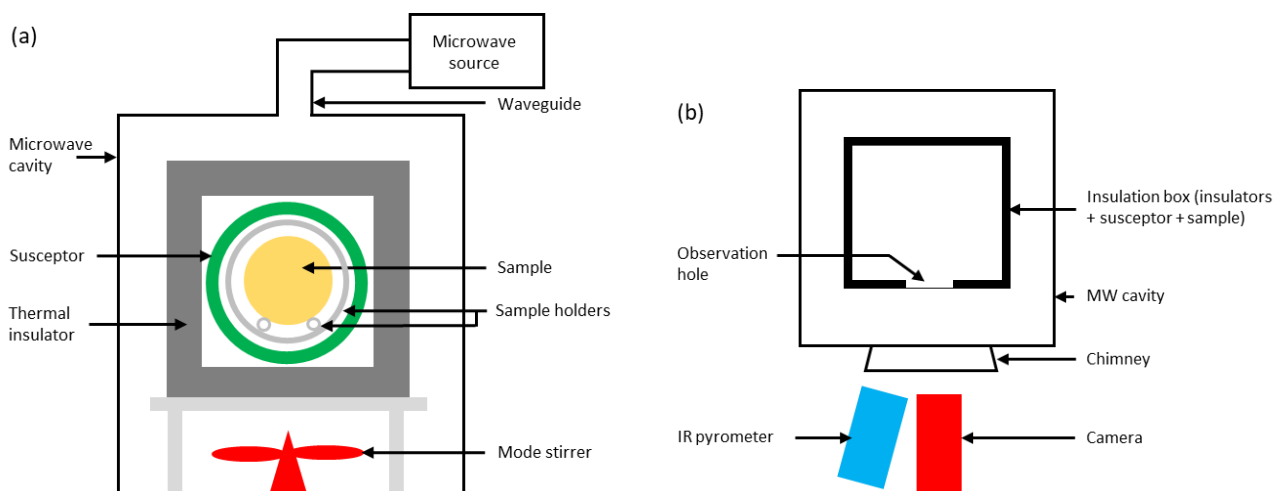 (a)
Microwave
source
Waveguide
Microwave
cavity
Susceptor
Sample
Thermal
insulator
Sample holders
Mode stirrer
(b)
Insulation box (insulators
+ susceptor + sample)
Observation
hole
MW cavity
Chimney
IR pyrometer
Camera